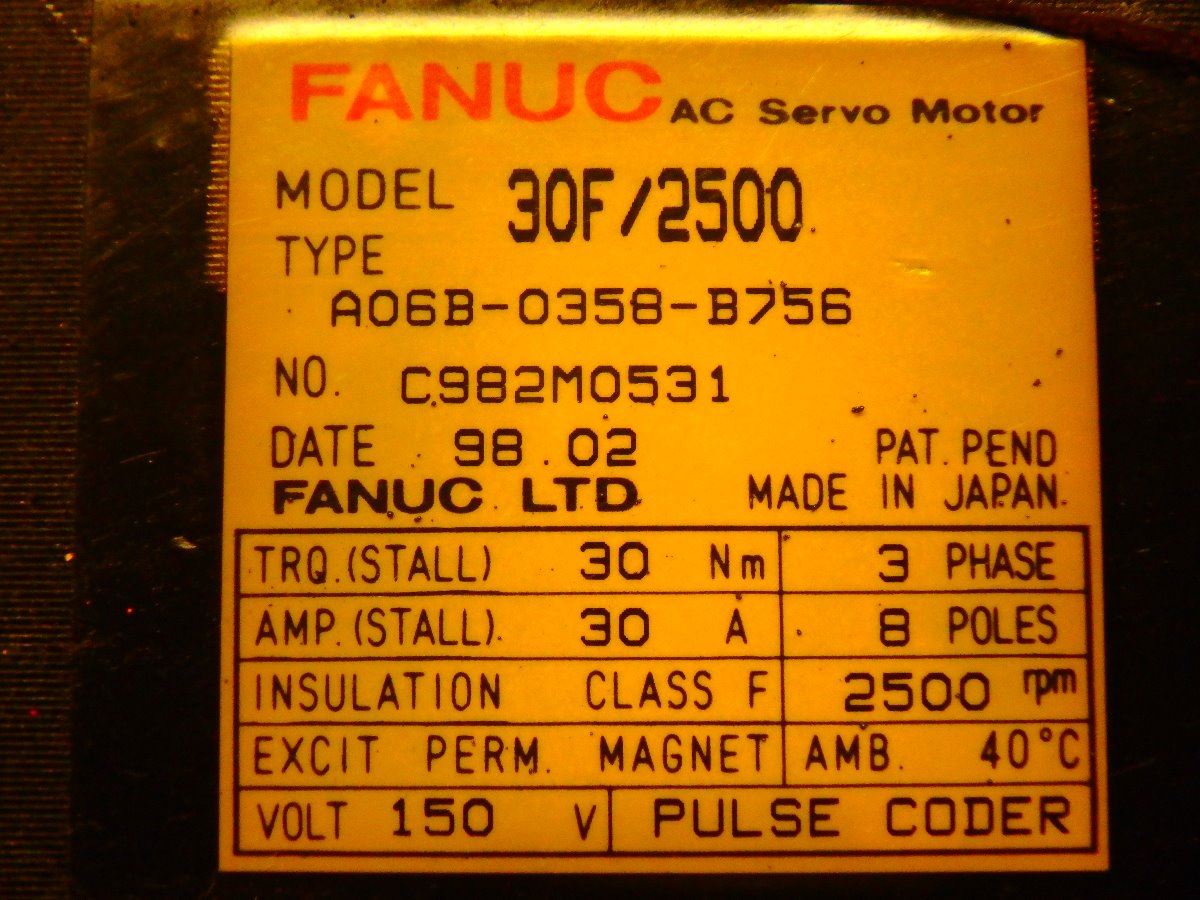 FANUC AC Servo Motor
MODEL 30F/2500
TYPE
A06B-0358-B756
NO. C982M0531
DATE 98.02 PAT. PEND
FANUC LTD MADE IN JAPAN.
TRQ.(STALL) 30 Nm 3 PHASE
AMP.(STALL). 30 A 8 POLES
INSULATION CLASS F 2500 rpm
EXCIT PERM. MAGNET AMB. 40°C
VOLT 150 V PULSE CODER